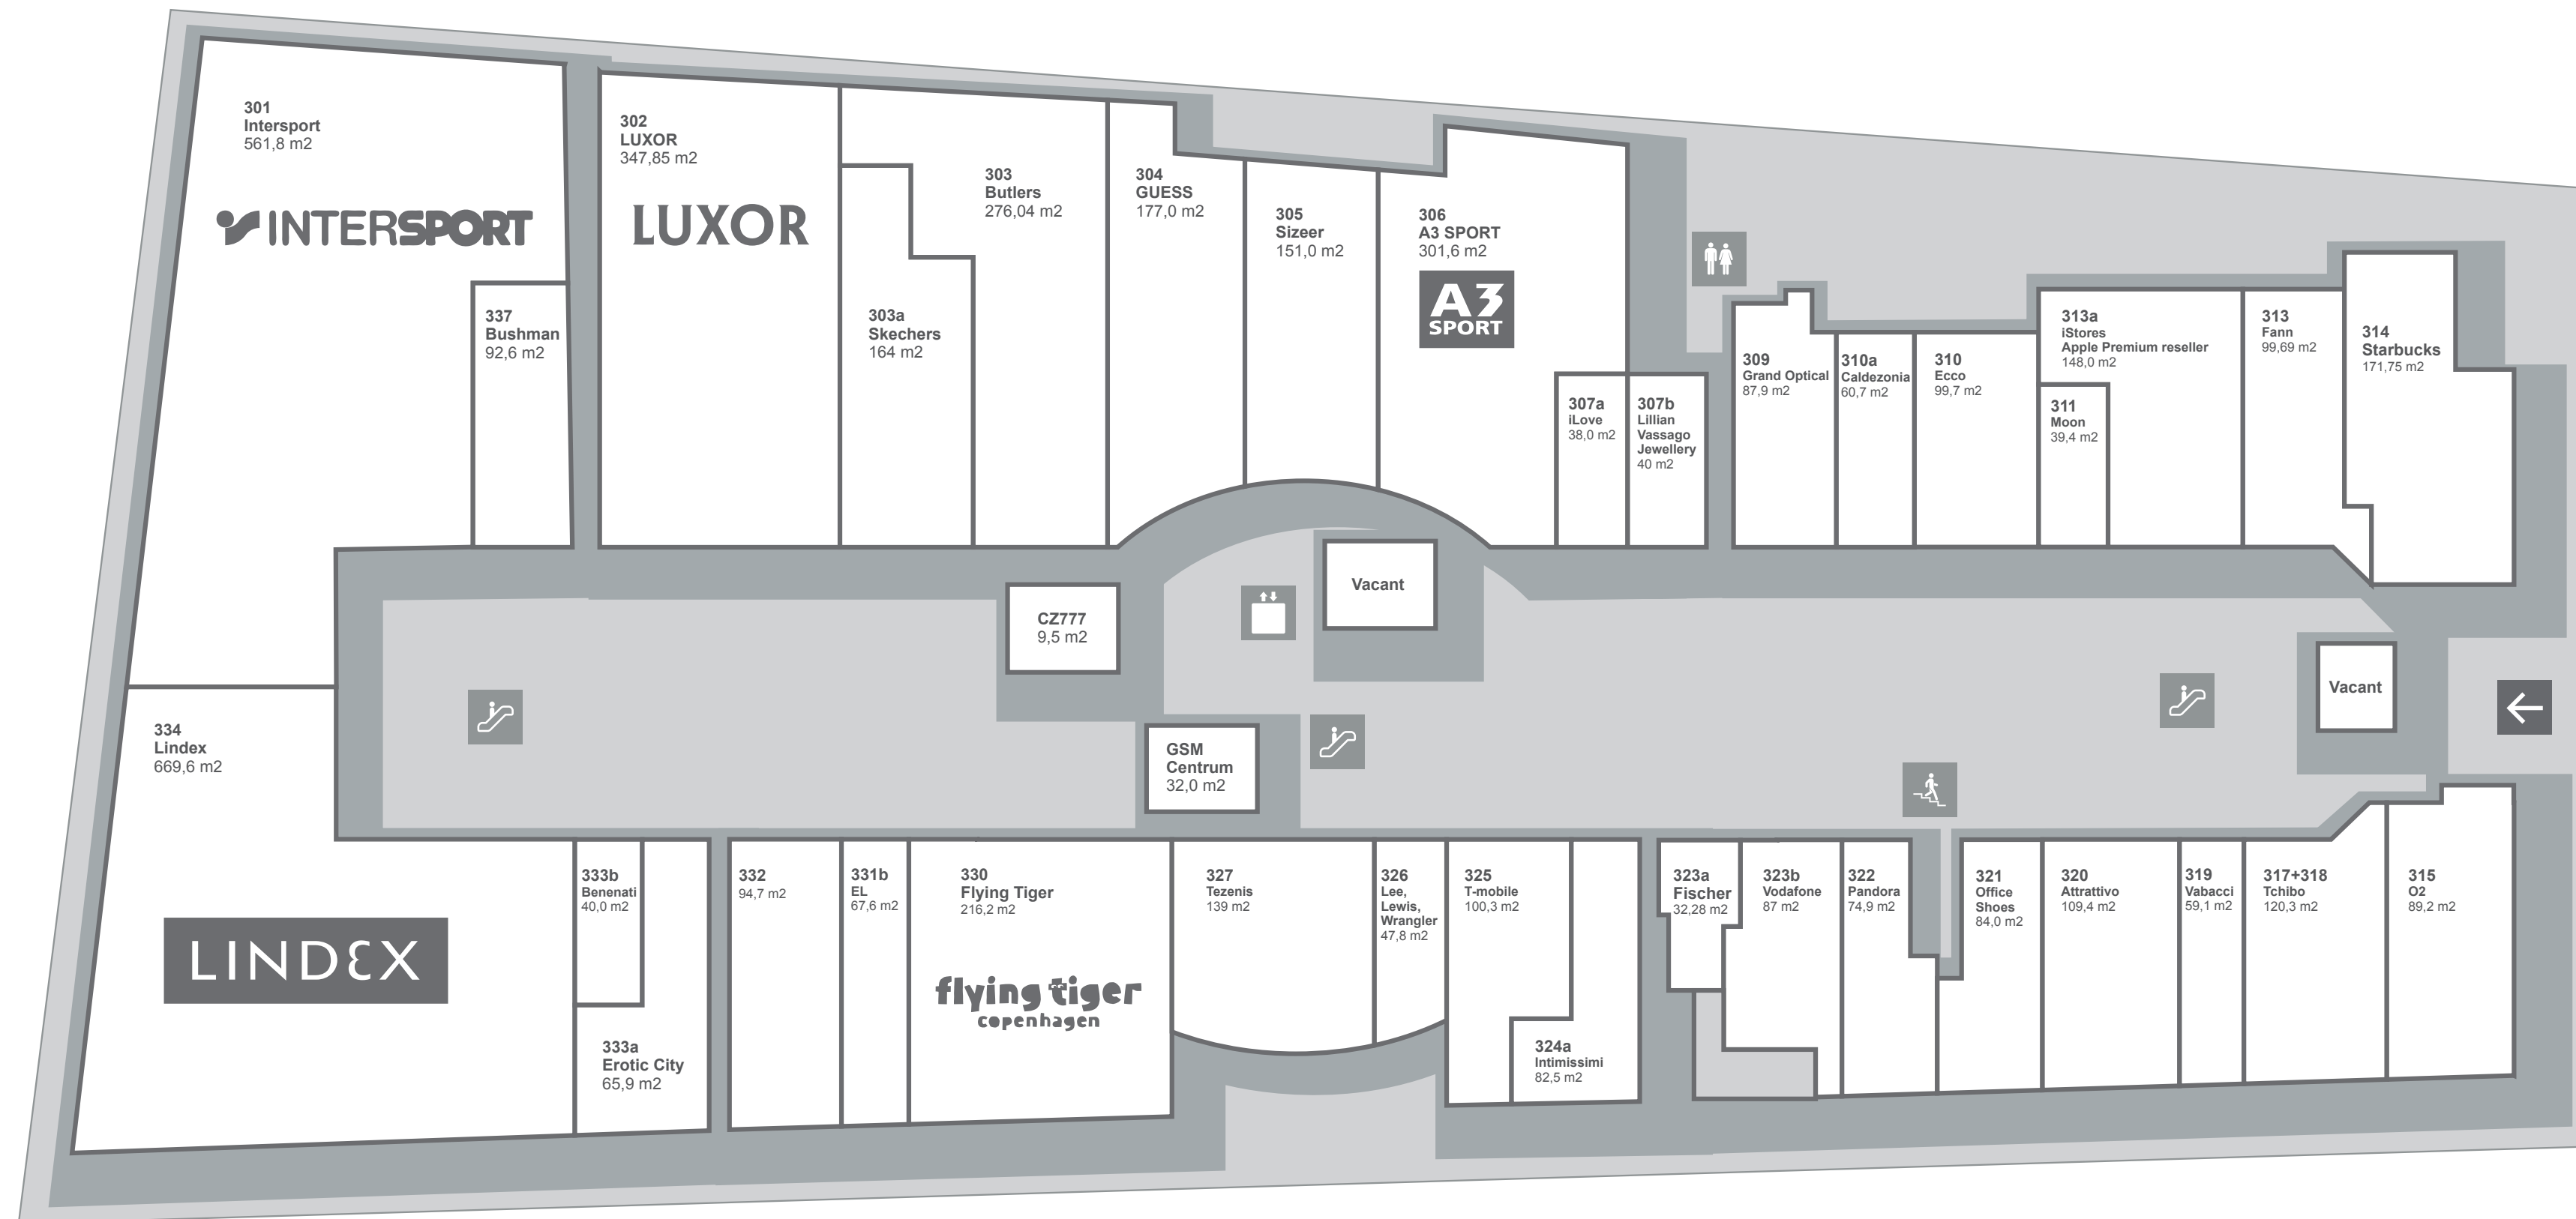 301
Intersport
561,8 m2
INTERSPORT
337
Bushman
92,6 m2
302
LUXOR
347,85 m2
LUXOR
303a
Skechers
164 m2
303
Butlers
276,04 m2
304
GUESS
177,0 m2
305
Sizeer
151,0 m2
306
A3 SPORT
301,6 m2
A3
SPORT
307a
iLove
38,0 m2
307b
Lillian
Vassago
Jewellery
40 m2
309
Grand Optical
87,9 m2
310a
Caldezonia
60,7 m2
310
Ecco
99,7 m2
313a
iStores
Apple Premium reseller
148,0 m2
311
Moon
39,4 m2
313
Fann
99,69 m2
314
Starbucks
171,75 m2
CZ777
9,5 m2
Vacant
GSM
Centrum
32,0 m2
Vacant
334
Lindex
669,6 m2
LINDEX
333b
Benenati
40,0 m2
333a
Erotic City
65,9 m2
332
94,7 m2
331b
EL
67,6 m2
330
Flying Tiger
216,2 m2
flying tiger
copenhagen
327
Tezenis
139 m2
326
Lee,
Lewis,
Wrangler
47,8 m2
325
T-mobile
100,3 m2
324a
Intimissimi
82,5 m2
323a
Fischer
32,28 m2
323b
Vodafone
87 m2
322
Pandora
74,9 m2
321
Office
Shoes
84,0 m2
320
Attrattivo
109,4 m2
319
Vabacci
59,1 m2
317+318
Tchibo
120,3 m2
315
O2
89,2 m2